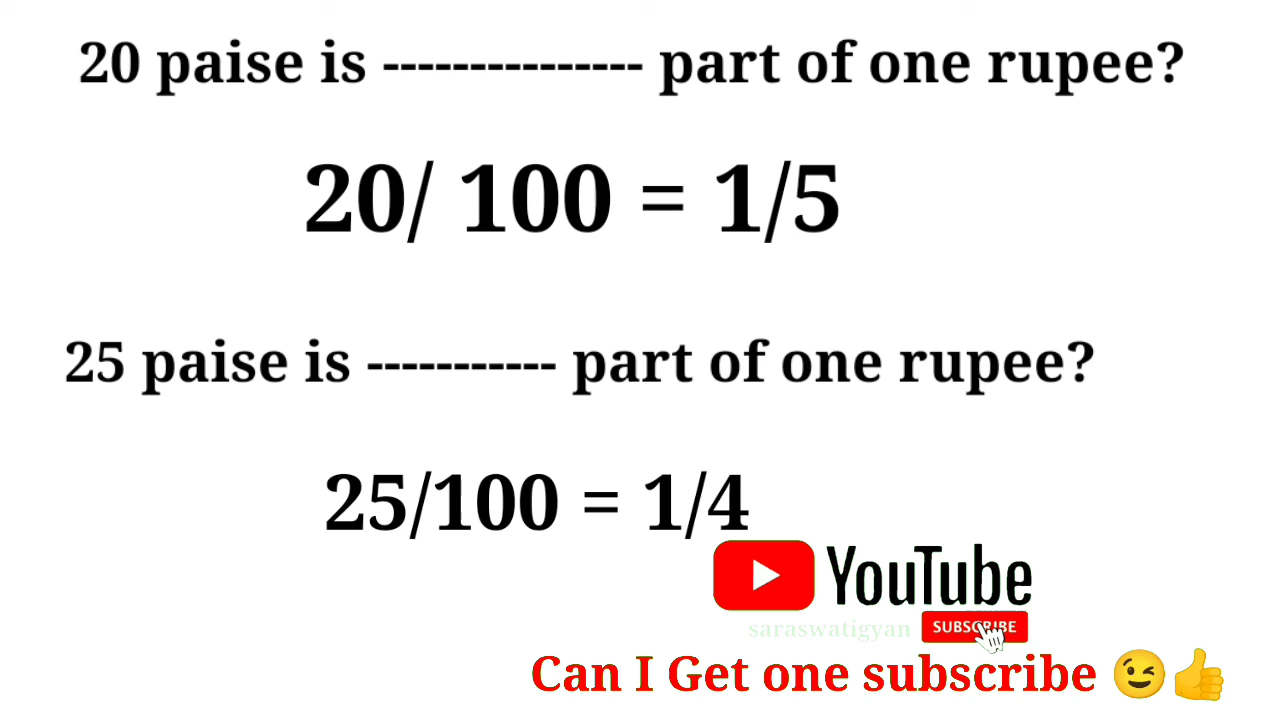 20 paise is --------------- part of one rupee?
20/ 100 = 1/5
25 paise is ----------- part of one rupee?
25/100 = 1/4
YouTube
saraswatigyan SUBSCRIBE
Can I Get one subscribe 😉👍